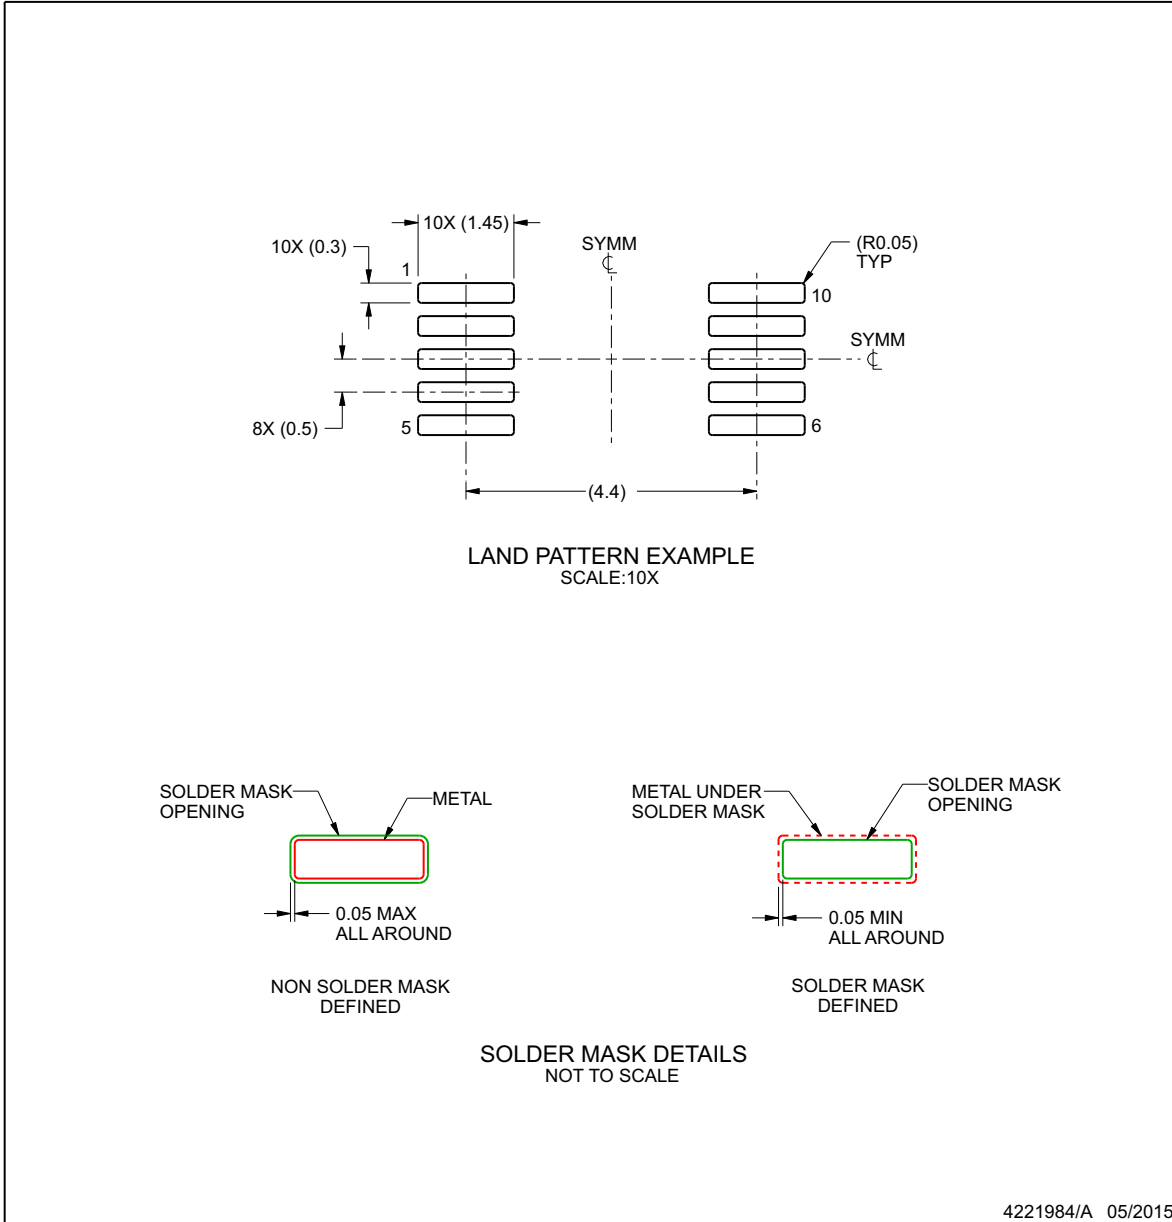 10X (1.45)
10X (0.3)
SYMM
(R0.05)
TYP
1
10
SYMM
8X (0.5)
5
6
(4.4)
LAND PATTERN EXAMPLE
SCALE:10X
SOLDER MASK
OPENING
METAL
METAL UNDER
SOLDER MASK
SOLDER MASK
OPENING
0.05 MAX
ALL AROUND
0.05 MIN
ALL AROUND
NON SOLDER MASK
DEFINED
SOLDER MASK
DEFINED
SOLDER MASK DETAILS
NOT TO SCALE
4221984/A 05/2015